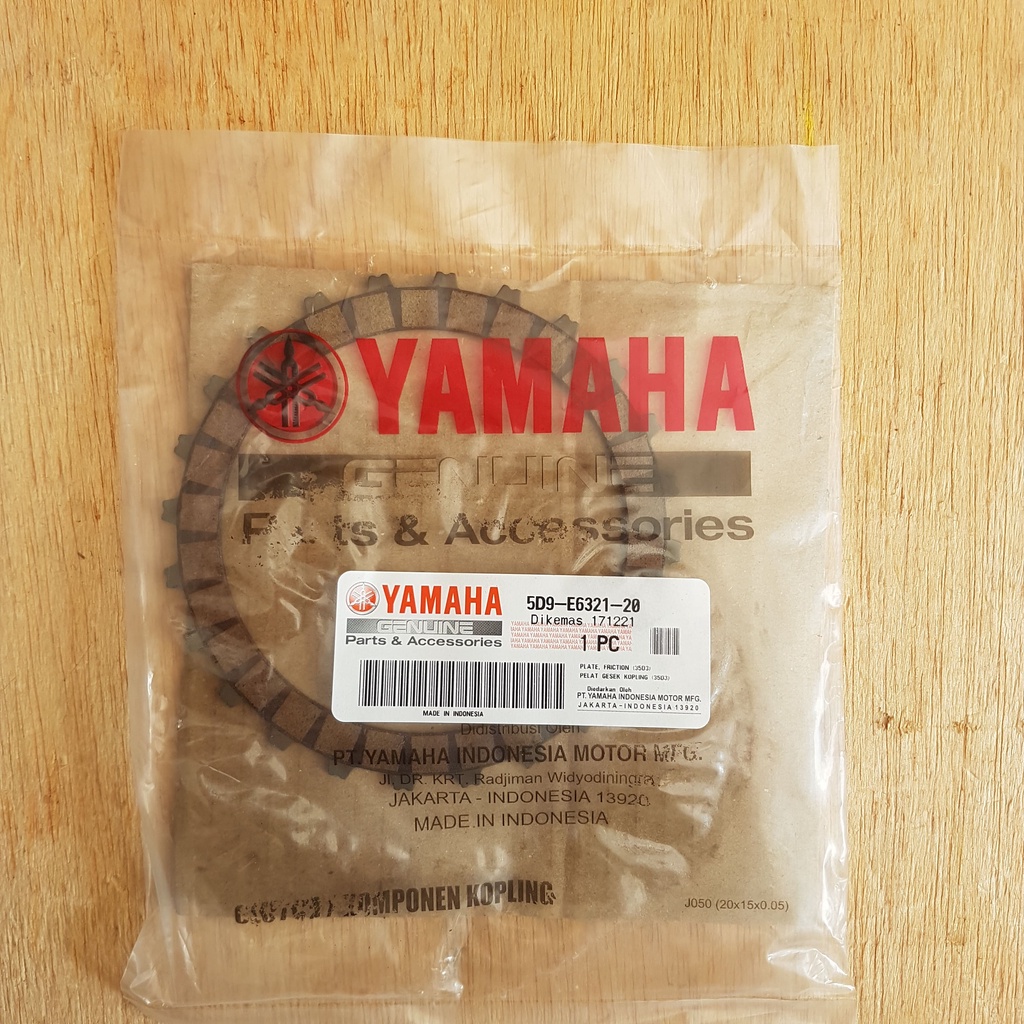 YAMAHA
GENUINE
Parts & Accessories
YAMAHA
GENUINE
Parts & Accessories
5D9-E6321-20
Dikemas 171221
1 PC
PLATE, FRICTION (35D3)
PELAT GESEK KOPLING (35D3)
Diedarkan Oleh
PT. YAMAHA INDONESIA MOTOR MFG.
JAKARTA-INDONESIA 13920
MADE IN INDONESIA
Didistribusi Oleh
PT. YAMAHA INDONESIA MOTOR MFG.
Jl. DR. KRT. Radjiman Widyodiningrat
JAKARTA - INDONESIA 13920
MADE IN INDONESIA
KOMPONEN KOPLING
J050 (20x15x0.05)